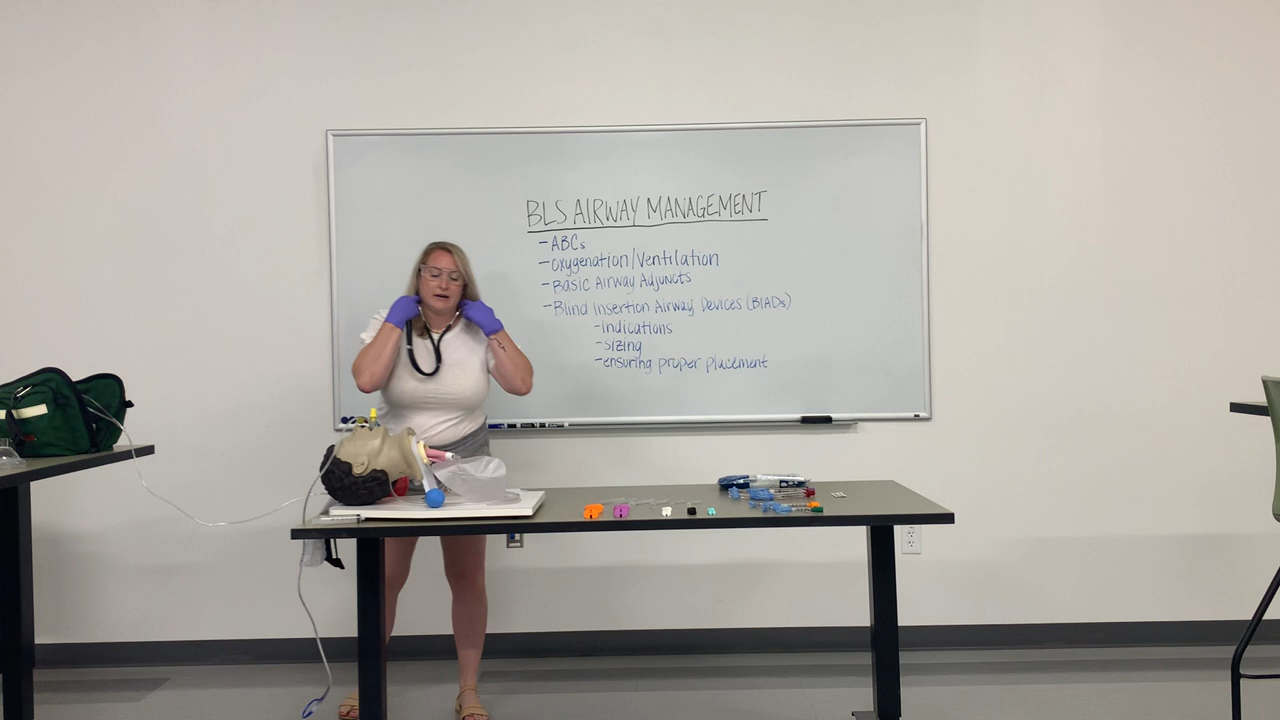 BLS AIRWAY MANAGEMENT
-ABCs
-Oxygenation/Ventilation
-Basic Airway Adjuncts
-Blind Insertion Airway Devices (BIADs)
-indications
-sizing
-ensuring proper placement